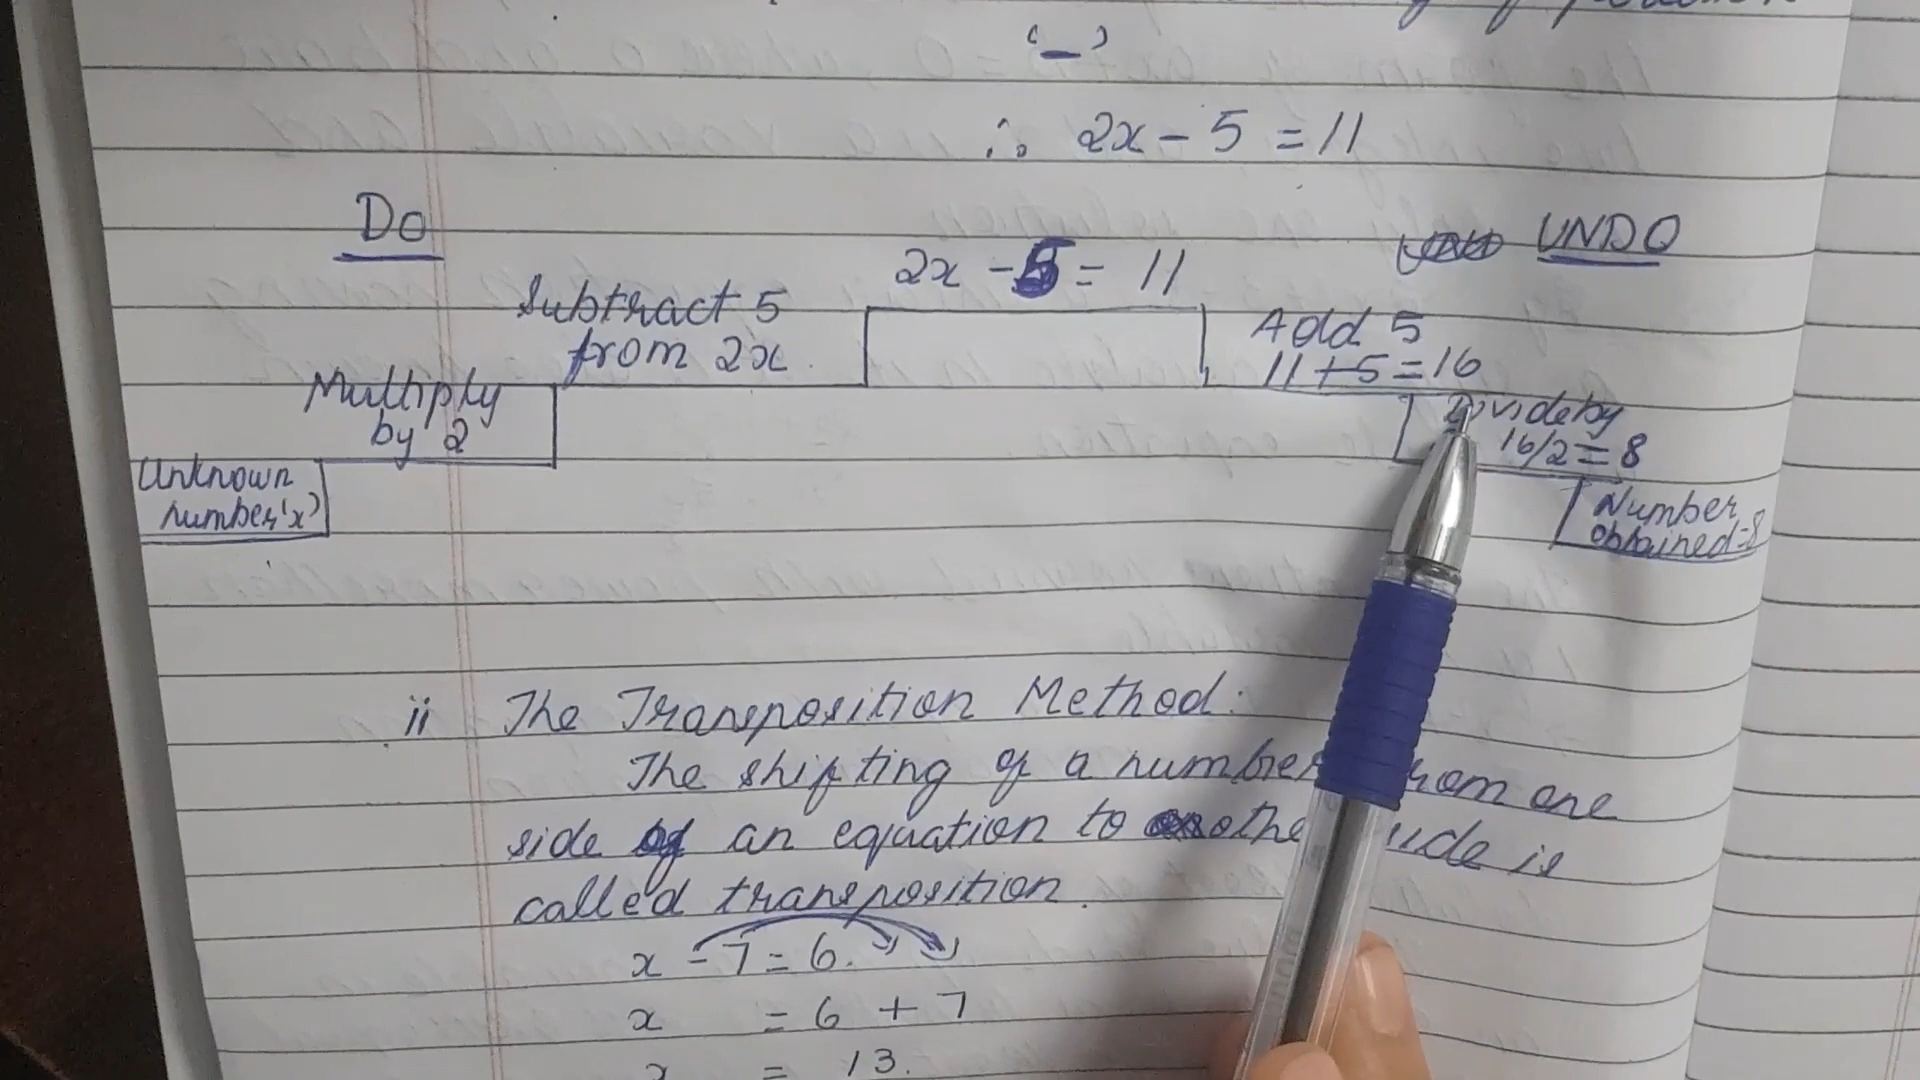 ‘–’
∴ 2x - 5 = 11
Do
UNDO
2x - 5 = 11
Subtract 5
from 2x.
Add 5
11 + 5 = 16
Multiply
by 2
Divide by
16/2 = 8
Unknown
number ‘x’
Number
obtained = 8
ii The Transposition Method:
The shifting of a number from one
side of an equation to other side is
called transposition.
x - 7 = 6.
x = 6 + 7
x = 13.